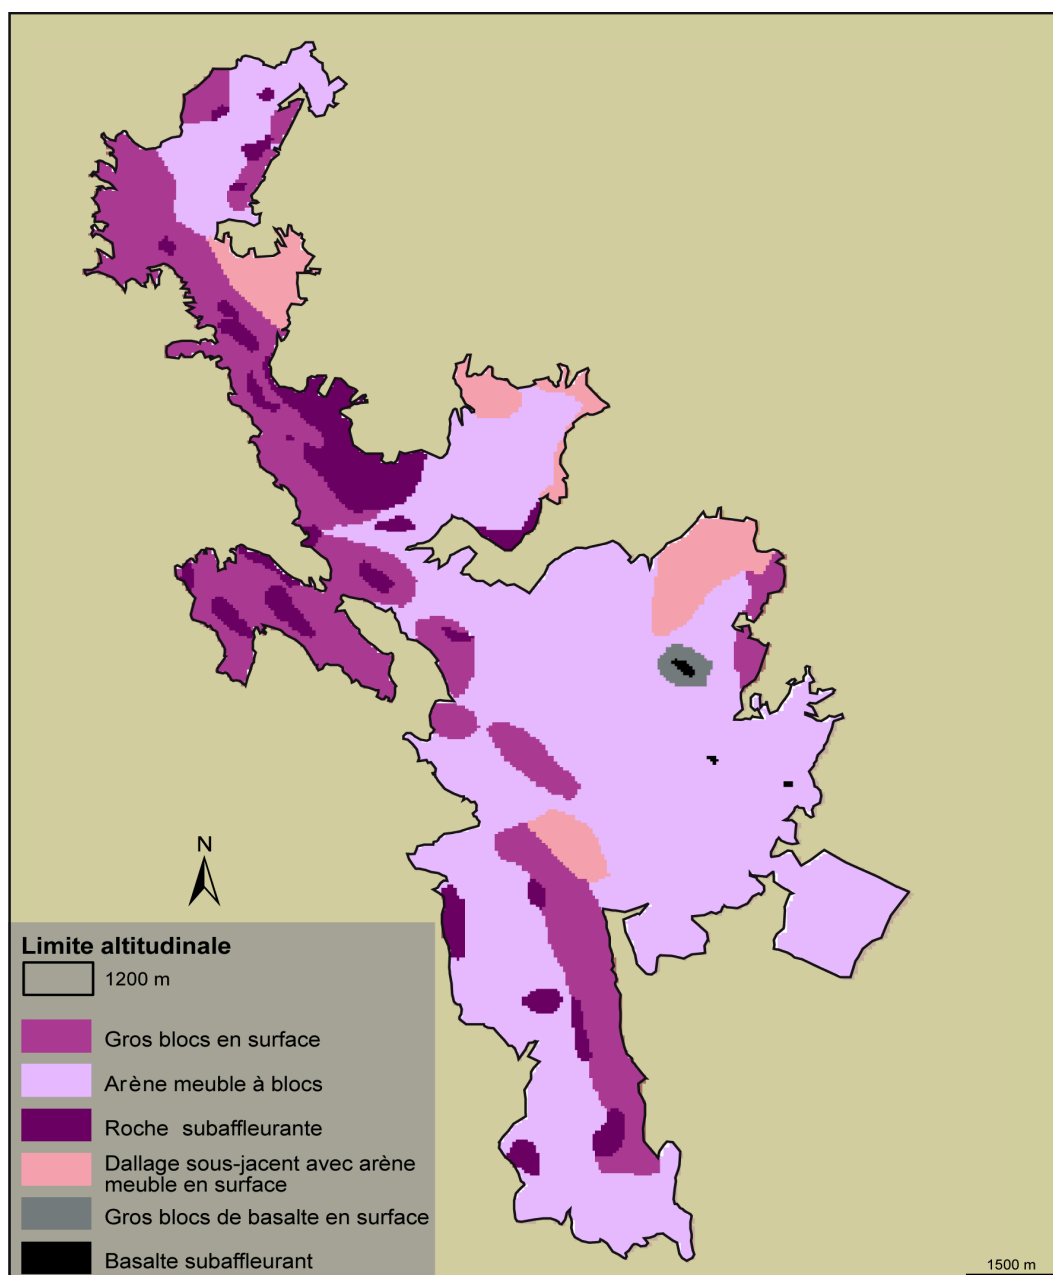 N
Limite altitudinale
1200 m
Gros blocs en surface
Arène meuble à blocs
Roche subaffleurante
Dallage sous-jacent avec arène
meuble en surface
Gros blocs de basalte en surface
Basalte subaffleurant
1500 m